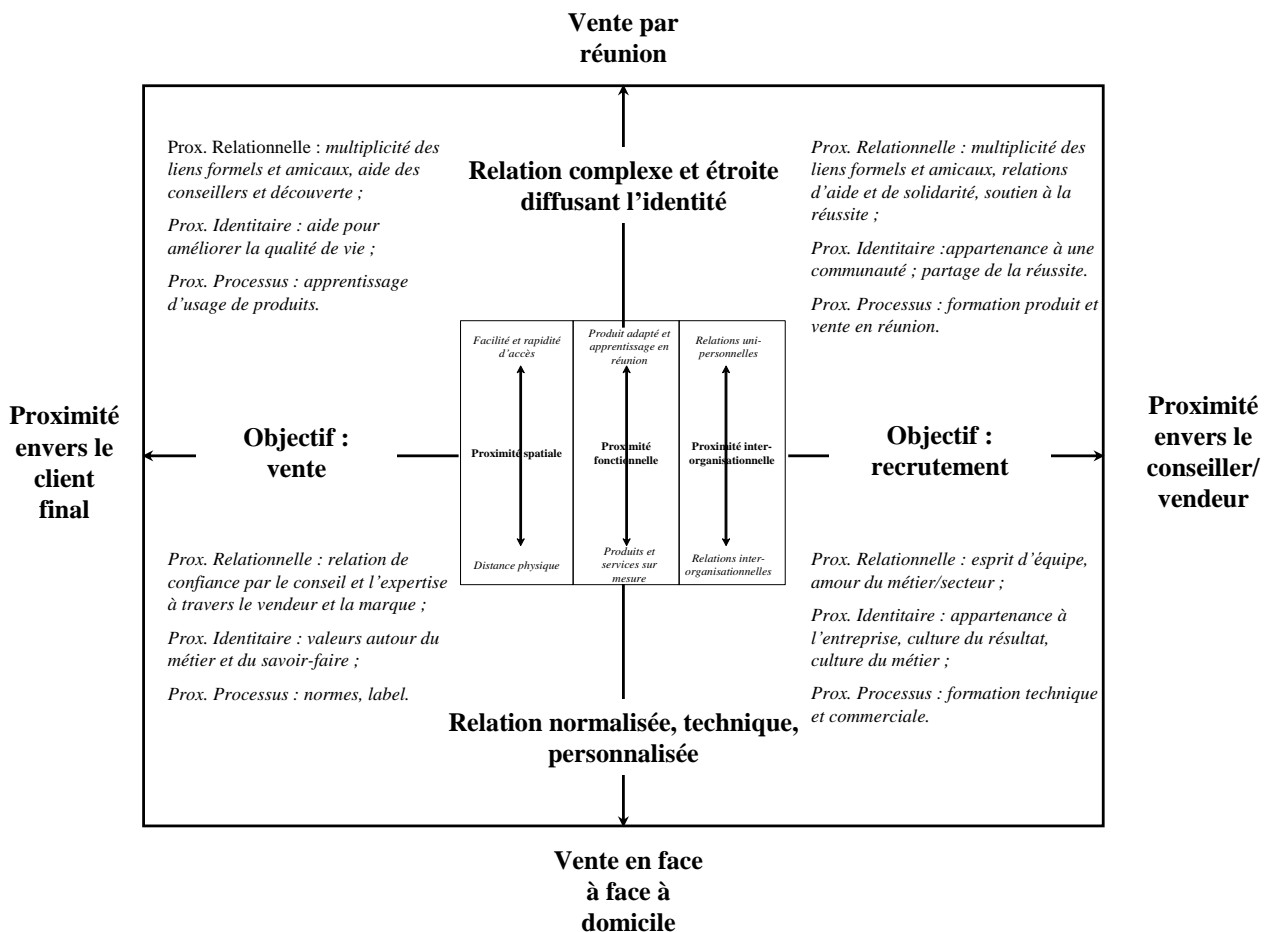 Vente par
réunion
Prox. Relationnelle : multiplicité des
liens formels et amicaux, aide des
conseillers et découverte ;
Prox. Identitaire : aide pour
améliorer la qualité de vie ;
Prox. Processus : apprentissage
d’usage de produits.
Relation complexe et étroite
diffusant l’identité
Prox. Relationnelle : multiplicité des
liens formels et amicaux, relations
d’aide et de solidarité, soutien à la
réussite ;
Prox. Identitaire :appartenance à une
communauté ; partage de la réussite.
Prox. Processus : formation produit et
vente en réunion.
Proximité
envers le
client
final
Objectif :
vente
Facilité et rapidité
d’accès
Proximité spatiale
Distance physique
Produit adapté et
apprentissage en
réunion
Proximité
fonctionnelle
Produits et
services sur
mesure
Relations uni-
personnelles
Proximité inter-
organisationnelle
Relations inter-
organisationnelles
Objectif :
recrutement
Proximité
envers le
conseiller/
vendeur
Prox. Relationnelle : relation de
confiance par le conseil et l’expertise
à travers le vendeur et la marque ;
Prox. Identitaire : valeurs autour du
métier et du savoir-faire ;
Prox. Processus : normes, label.
Relation normalisée, technique,
personnalisée
Prox. Relationnelle : esprit d’équipe,
amour du métier/secteur ;
Prox. Identitaire : appartenance à
l’entreprise, culture du résultat,
culture du métier ;
Prox. Processus : formation technique
et commerciale.
Vente en face
à face à
domicile